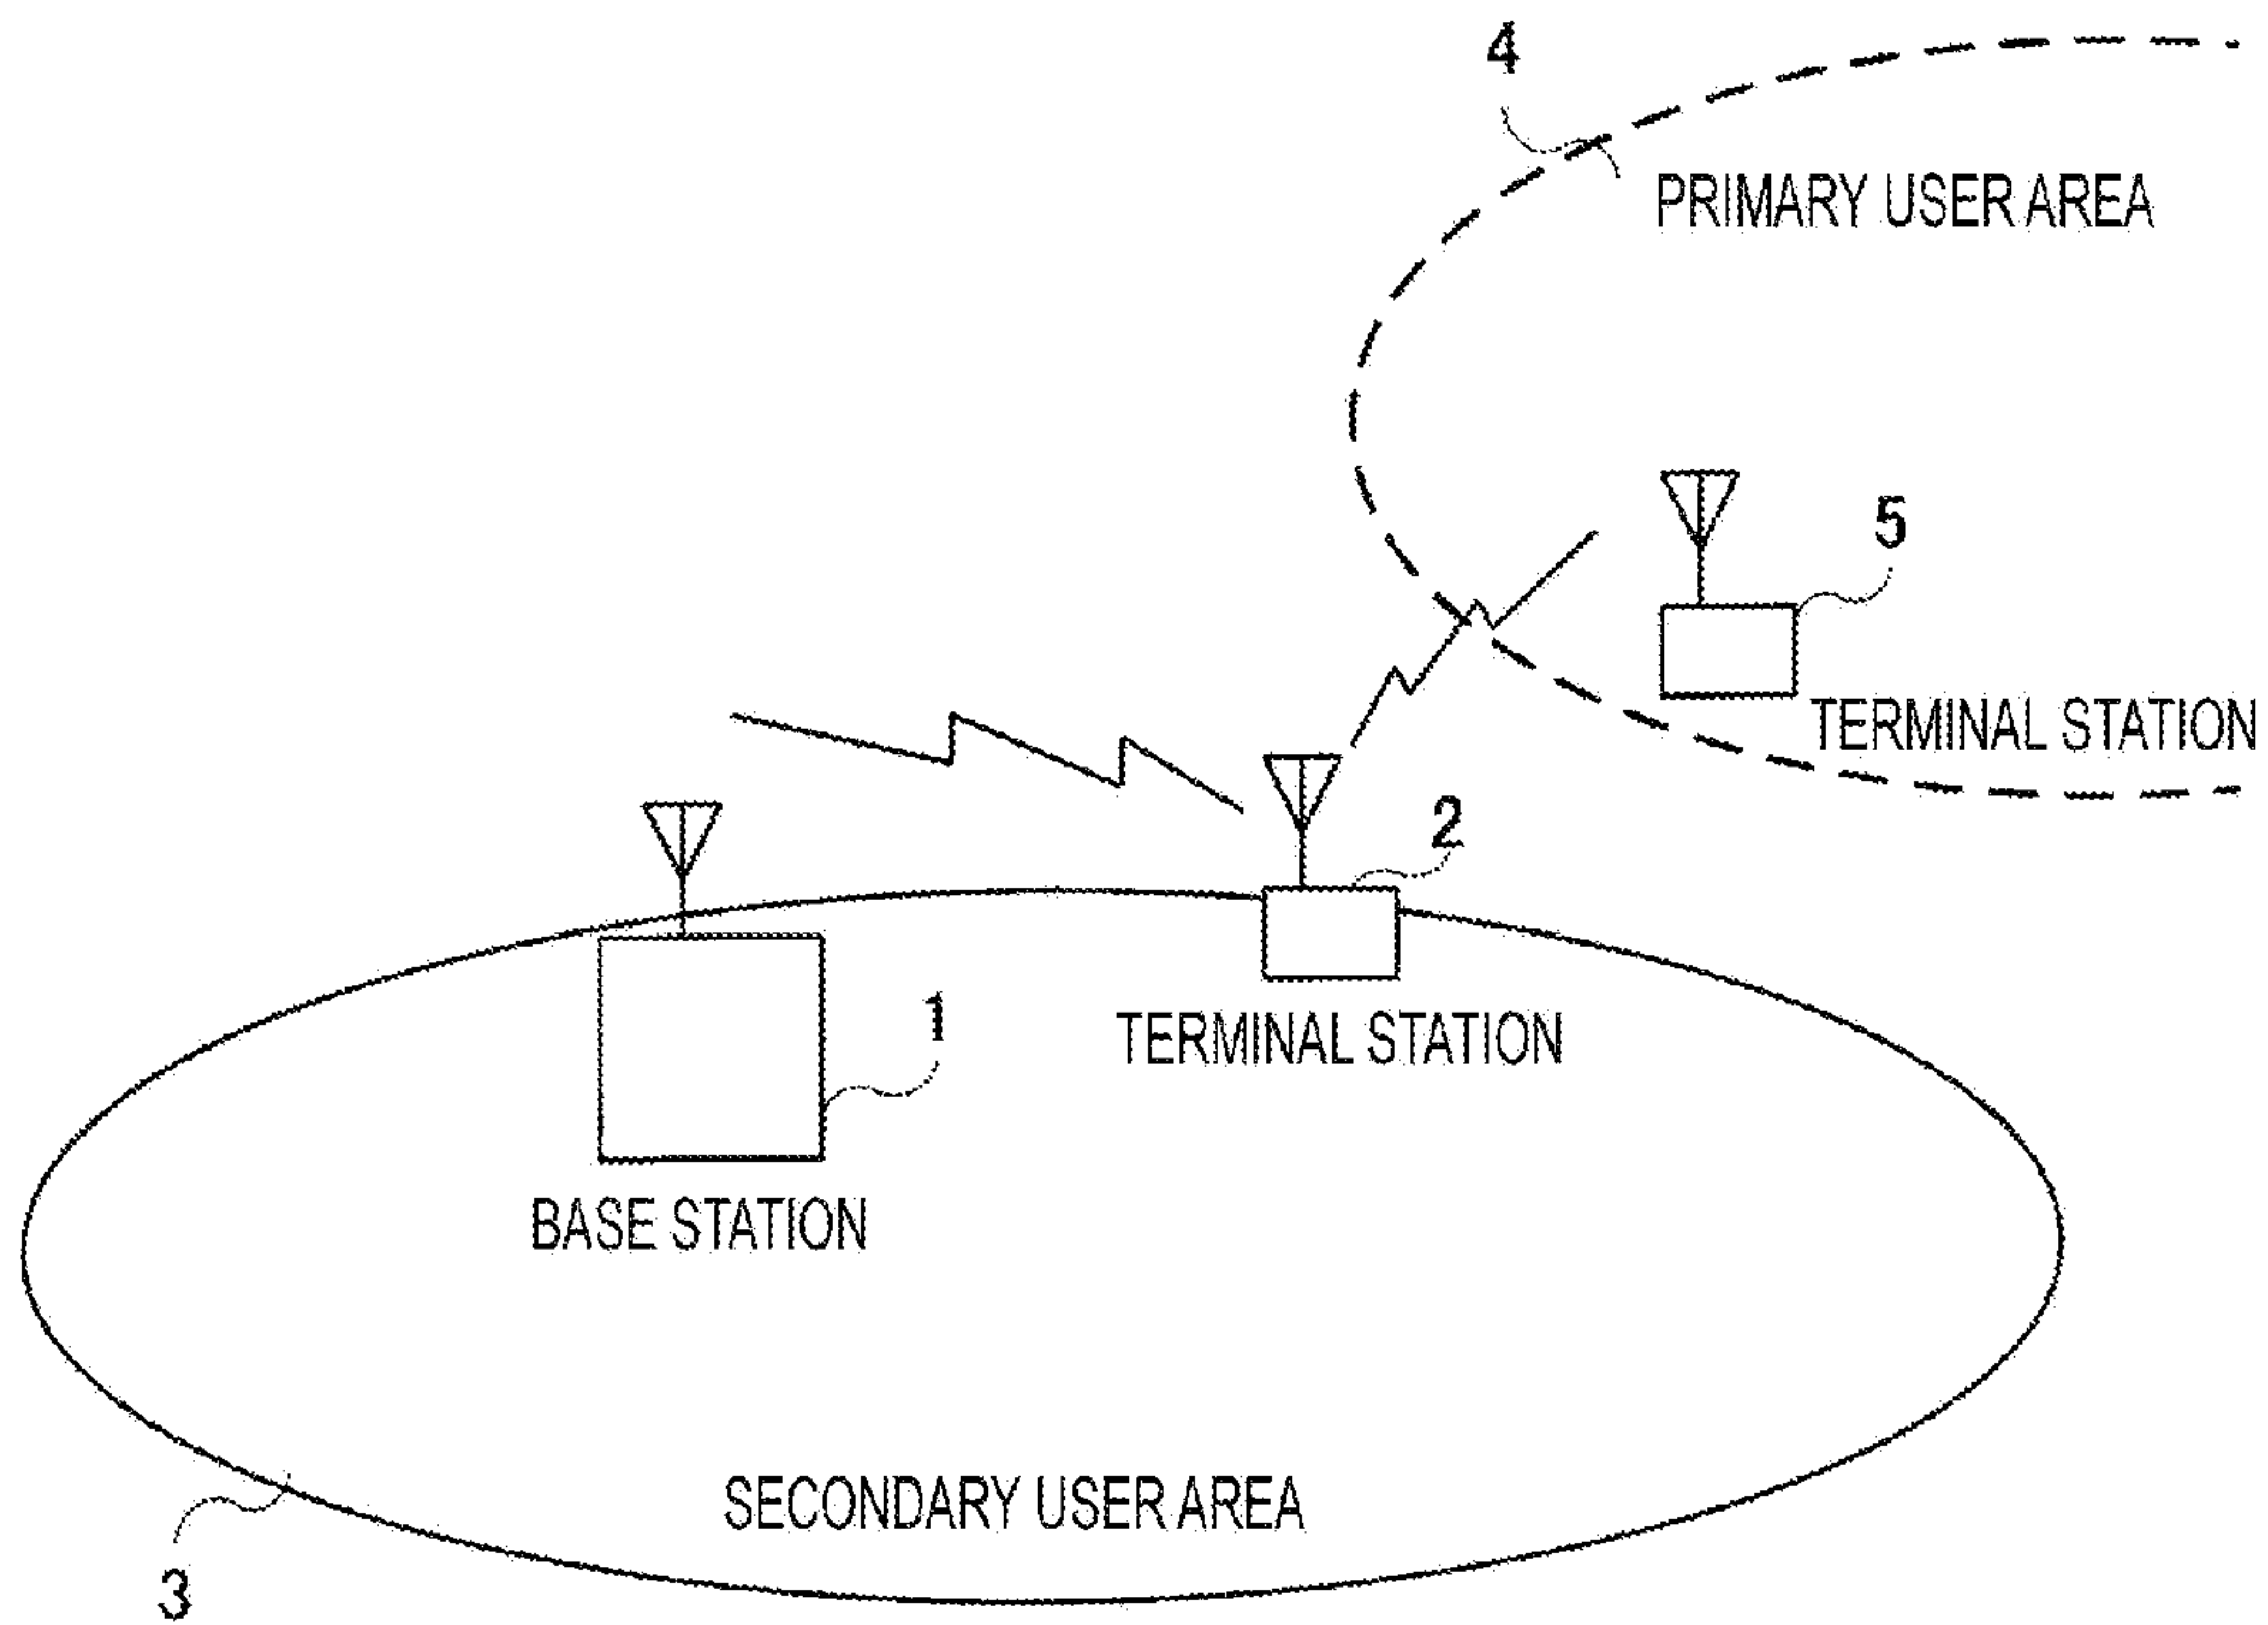 4
PRIMARY USER AREA
5
TERMINAL STATION
2
TERMINAL STATION
1
BASE STATION
SECONDARY USER AREA
3